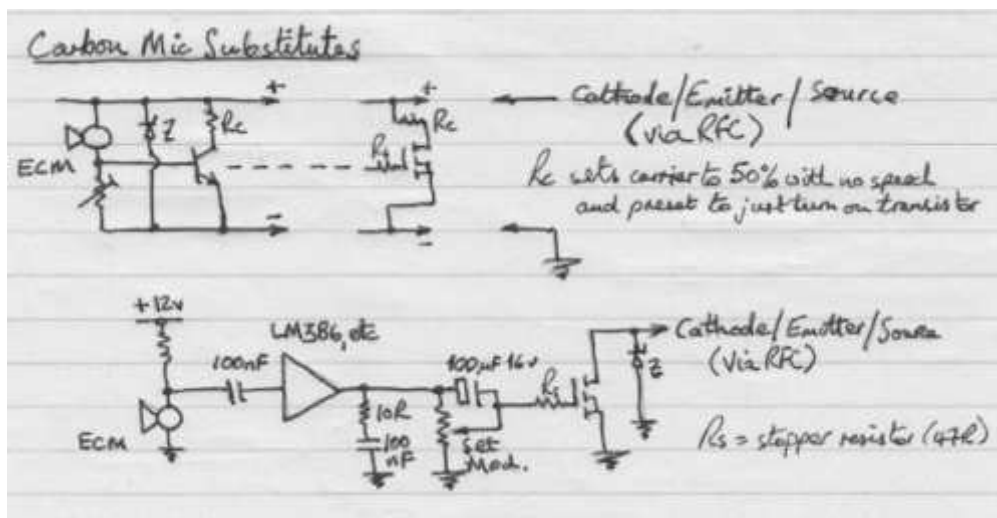 Carbon Mic Substitutes
+ + Cathode/Emitter/Source
(via RFC)
Z Rc Rc
ECM Rs
Rc sets carrier to 50% with no speech
and preset to just turn on transistor
- -
+12v
LM386, etc Cathode/Emitter/Source
(Via RFC)
100nF 100µF 16v Rs Z
10R
ECM 100 Set Rs = stopper resister (47R)
nF Mod.